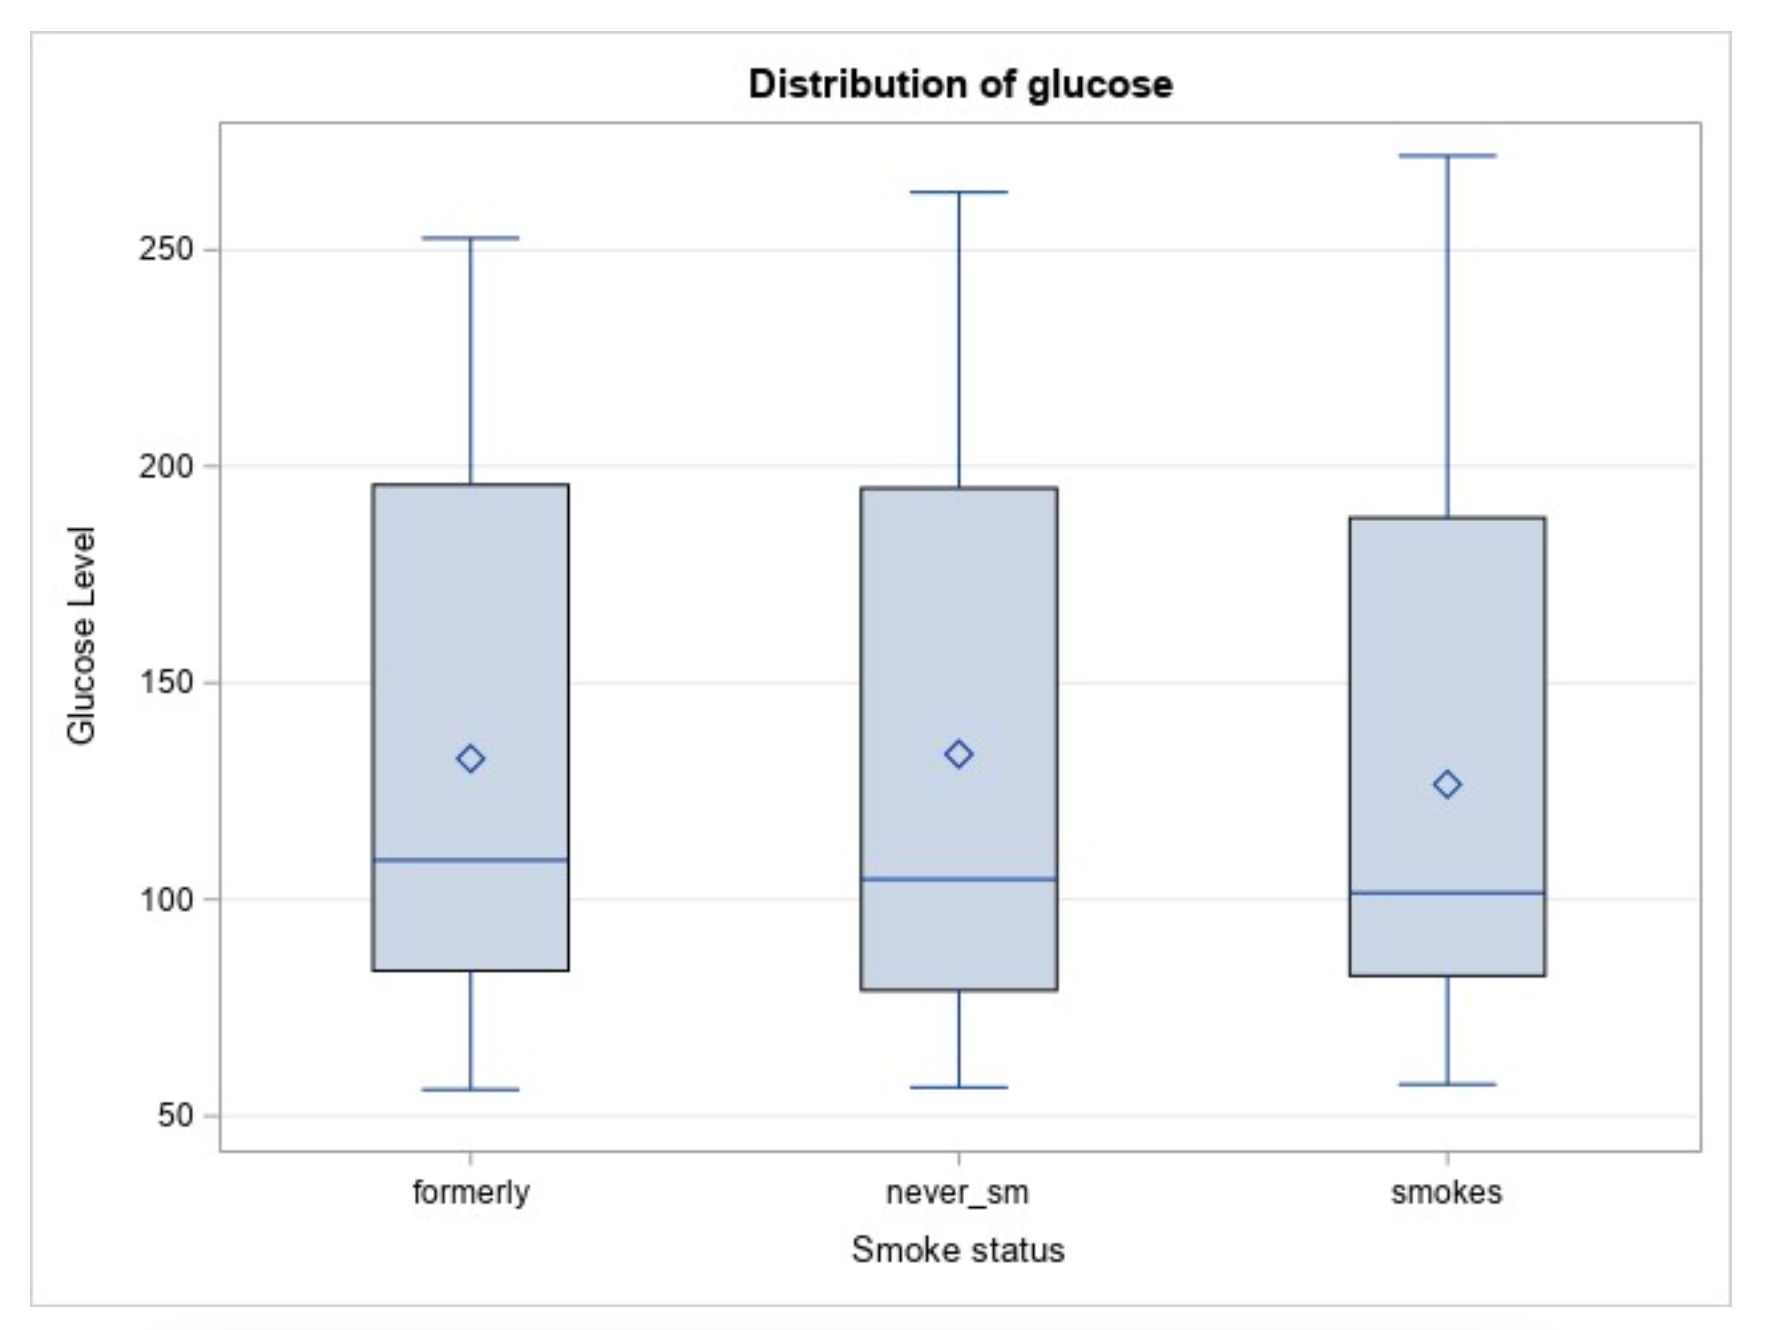 Distribution of glucose
250
200
150
100
50
Glucose Level
formerly
never_sm
smokes
Smoke status